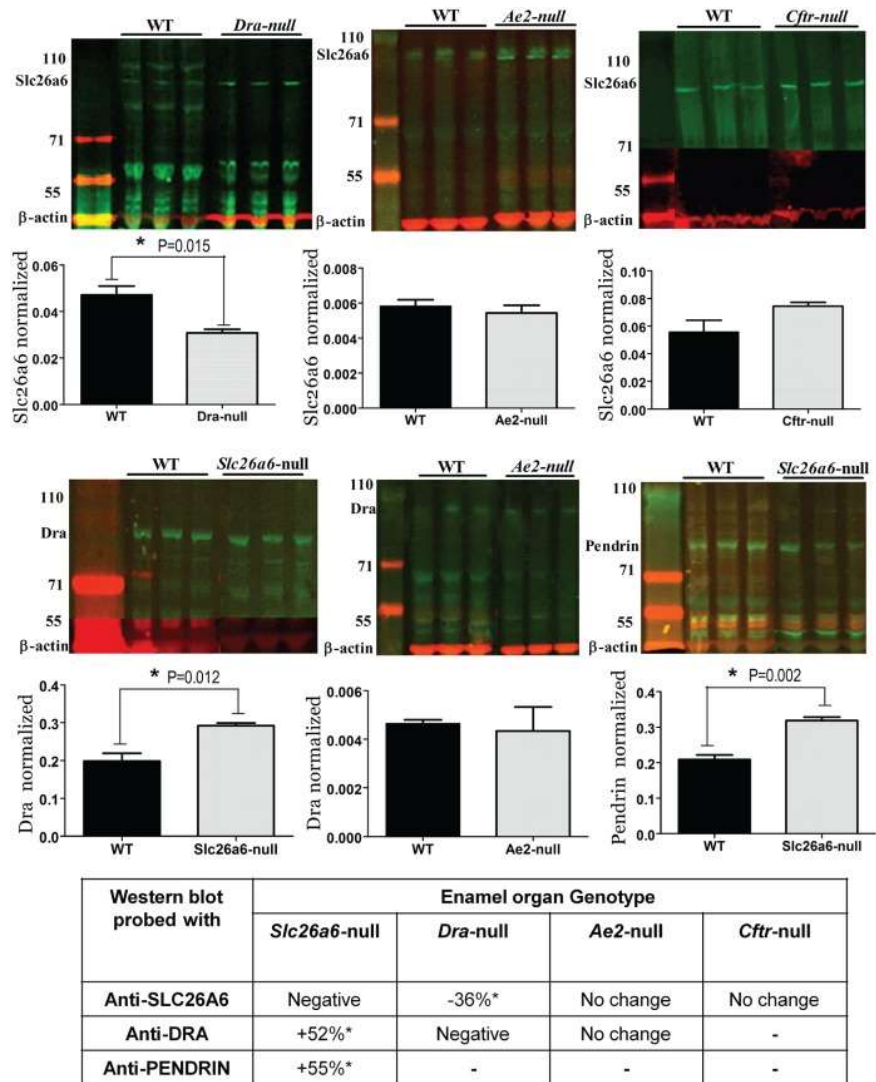 WT Dra-null
110
Slc26a6
71
55
β-actin
WT Ae2-null
110
Slc26a6
71
55
β-actin
WT Cftr-null
110
Slc26a6
71
55
β-actin
* P=0.015
Slc26a6 normalized
0.06
0.04
0.02
0.00
WT Dra-null
Slc26a6 normalized
0.008
0.006
0.004
0.002
0.000
WT Ae2-null
Slc26a6 normalized
0.10
0.08
0.06
0.04
0.02
0.00
WT Cftr-null
WT Slc26a6-null
110
Dra
71
55
β-actin
WT Ae2-null
110
Dra
71
55
β-actin
WT Slc26a6-null
110
Pendrin
71
55
β-actin
* P=0.012
Dra normalized
0.3
0.2
0.1
0.0
WT Slc26a6-null
Dra normalized
0.006
0.004
0.002
0.000
WT Ae2-null
* P=0.002
Pendrin normalized
0.4
0.3
0.2
0.1
0.0
WT Slc26a6-null
Western blot probed with
Enamel organ Genotype
Slc26a6-null Dra-null Ae2-null Cftr-null
Anti-SLC26A6 Negative -36%* No change No change
Anti-DRA +52%* Negative No change -
Anti-PENDRIN +55%* - - -